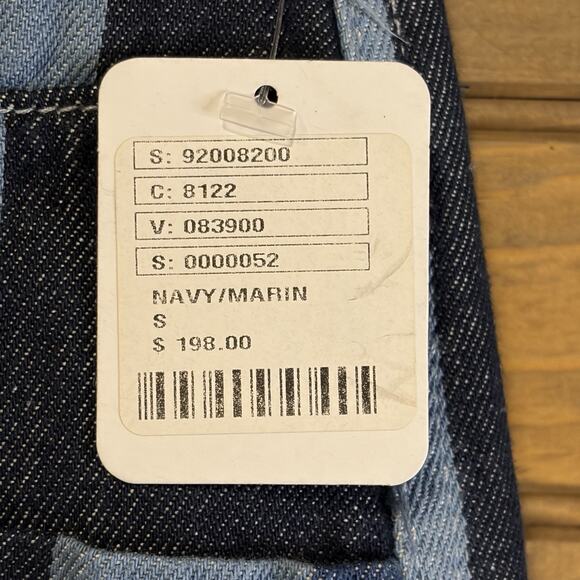 S: 92008200
C: 8122
V: 083900
S: 0000052
NAVY/MARIN
S
$ 198.00